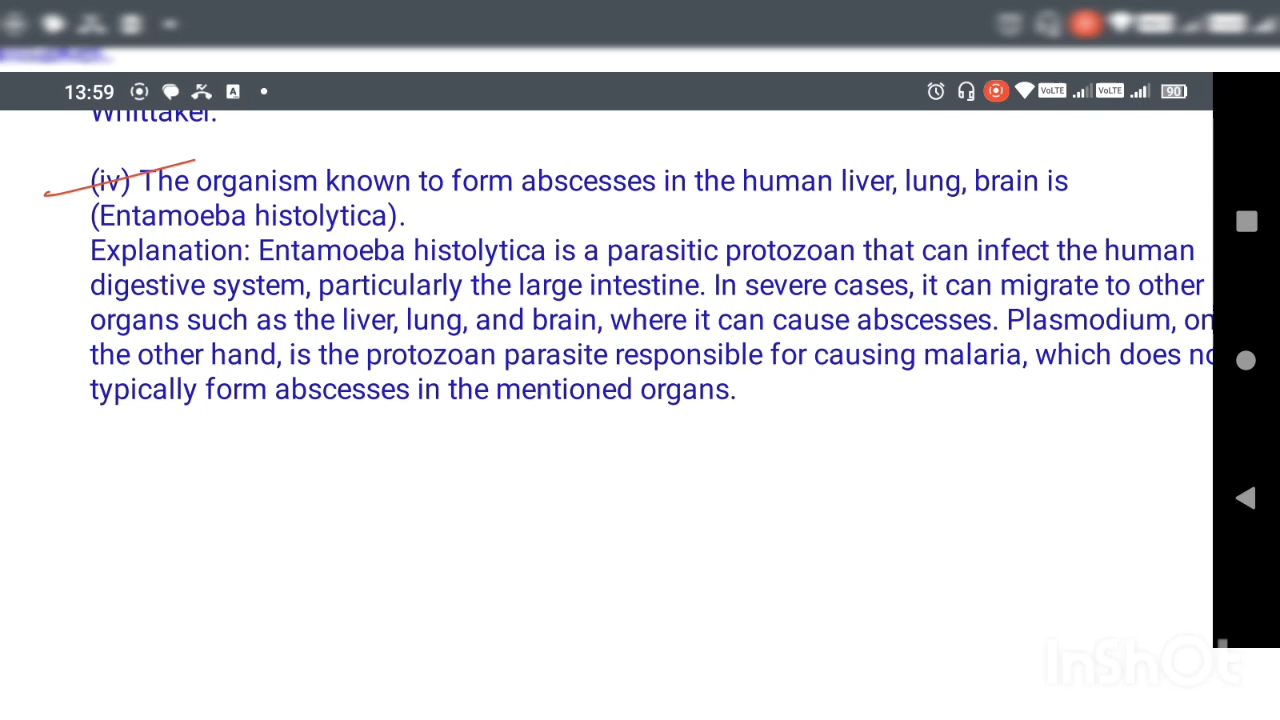 13:59 A VoLTE VoLTE 90
Whittaker.
(iv) The organism known to form abscesses in the human liver, lung, brain is
(Entamoeba histolytica).
Explanation: Entamoeba histolytica is a parasitic protozoan that can infect the human
digestive system, particularly the large intestine. In severe cases, it can migrate to other
organs such as the liver, lung, and brain, where it can cause abscesses. Plasmodium, on
the other hand, is the protozoan parasite responsible for causing malaria, which does no
typically form abscesses in the mentioned organs.
InShOt